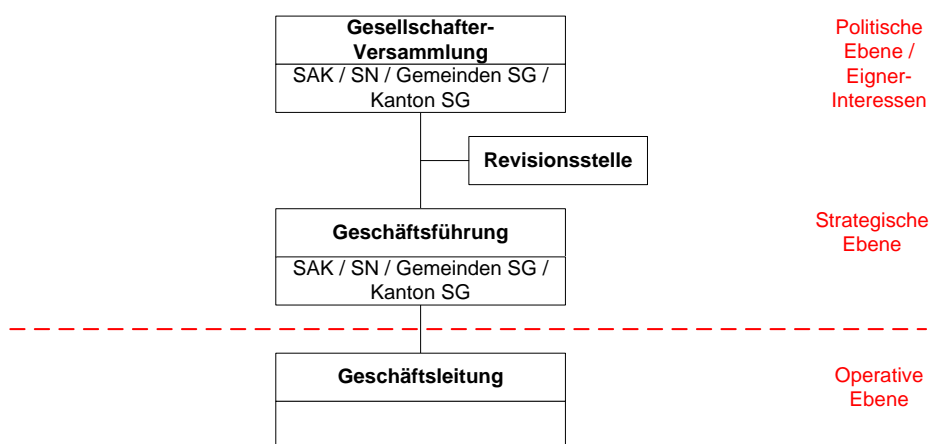 Gesellschafter-
Versammlung
SAK / SN / Gemeinden SG /
Kanton SG
Politische
Ebene /
Eigner-
Interessen
Revisionsstelle
Geschäftsführung
SAK / SN / Gemeinden SG /
Kanton SG
Strategische
Ebene
Geschäftsleitung
Operative
Ebene